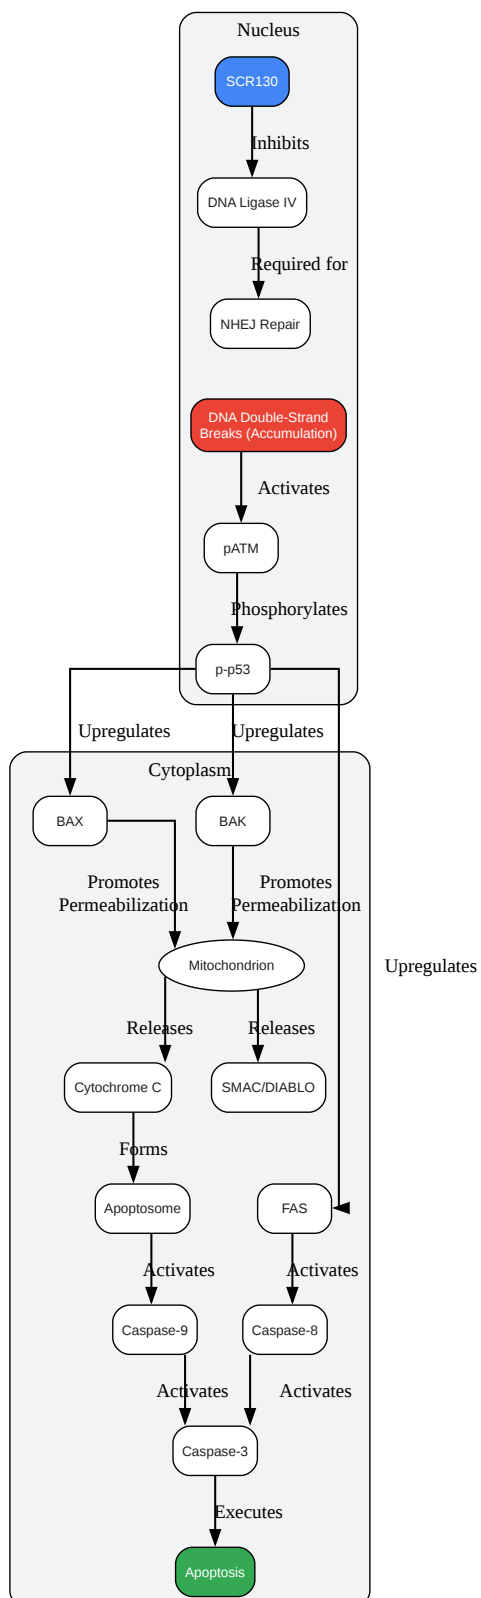 Nucleus
SCR130
Inhibits
DNA Ligase IV
Required for
NHEJ Repair
DNA Double-Strand
Breaks (Accumulation)
Activates
pATM
Phosphorylates
p-p53
Upregulates
Upregulates
Cytoplasm
BAX
BAK
Promotes
Permeabilization
Promotes
Permeabilization
Mitochondrion
Upregulates
Releases
Releases
Cytochrome C
SMAC/DIABLO
Forms
Apoptosome
FAS
Activates
Activates
Caspase-9
Caspase-8
Activates
Activates
Caspase-3
Executes
Apoptosis